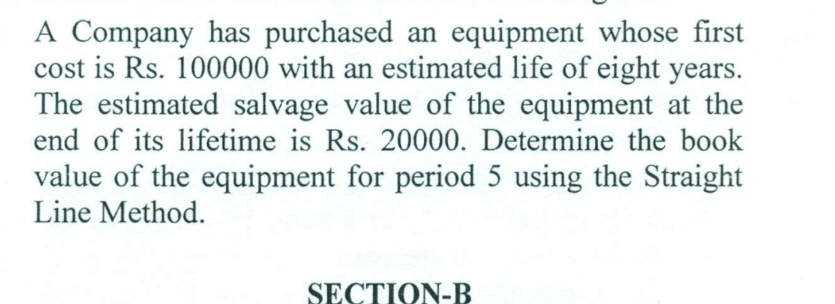 A Company has purchased an equipment whose first
cost is Rs. 100000 with an estimated life of eight years.
The estimated salvage value of the equipment at the
end of its lifetime is Rs. 20000. Determine the book
value of the equipment for period 5 using the Straight
Line Method.
SECTION-B